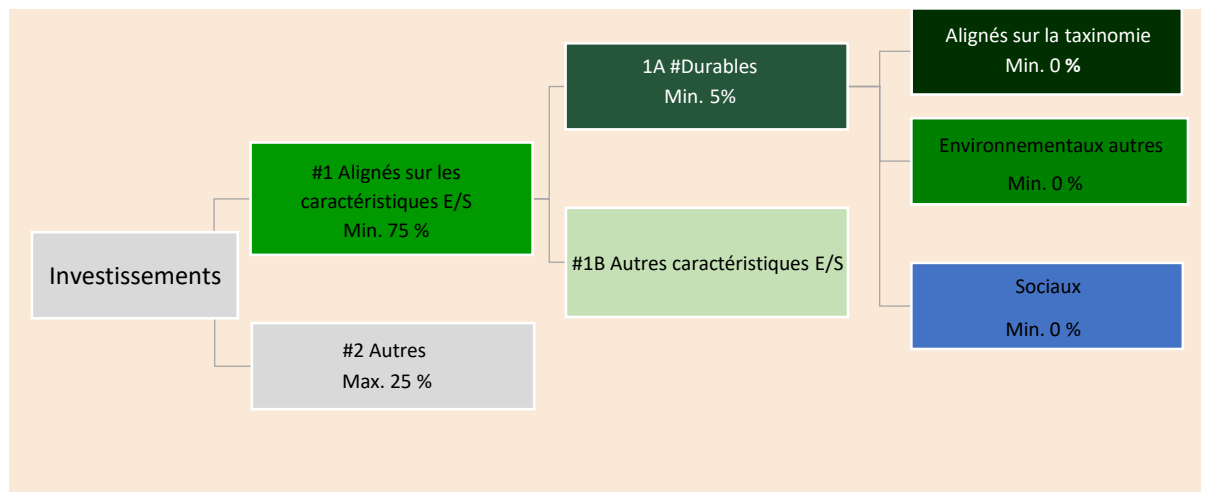 Investissements
#1 Alignés sur les
caractéristiques E/S
Min. 75 %
#2 Autres
Max. 25 %
1A #Durables
Min. 5%
#1B Autres caractéristiques E/S
Alignés sur la taxinomie
Min. 0 %
Environnementaux autres
Min. 0 %
Sociaux
Min. 0 %